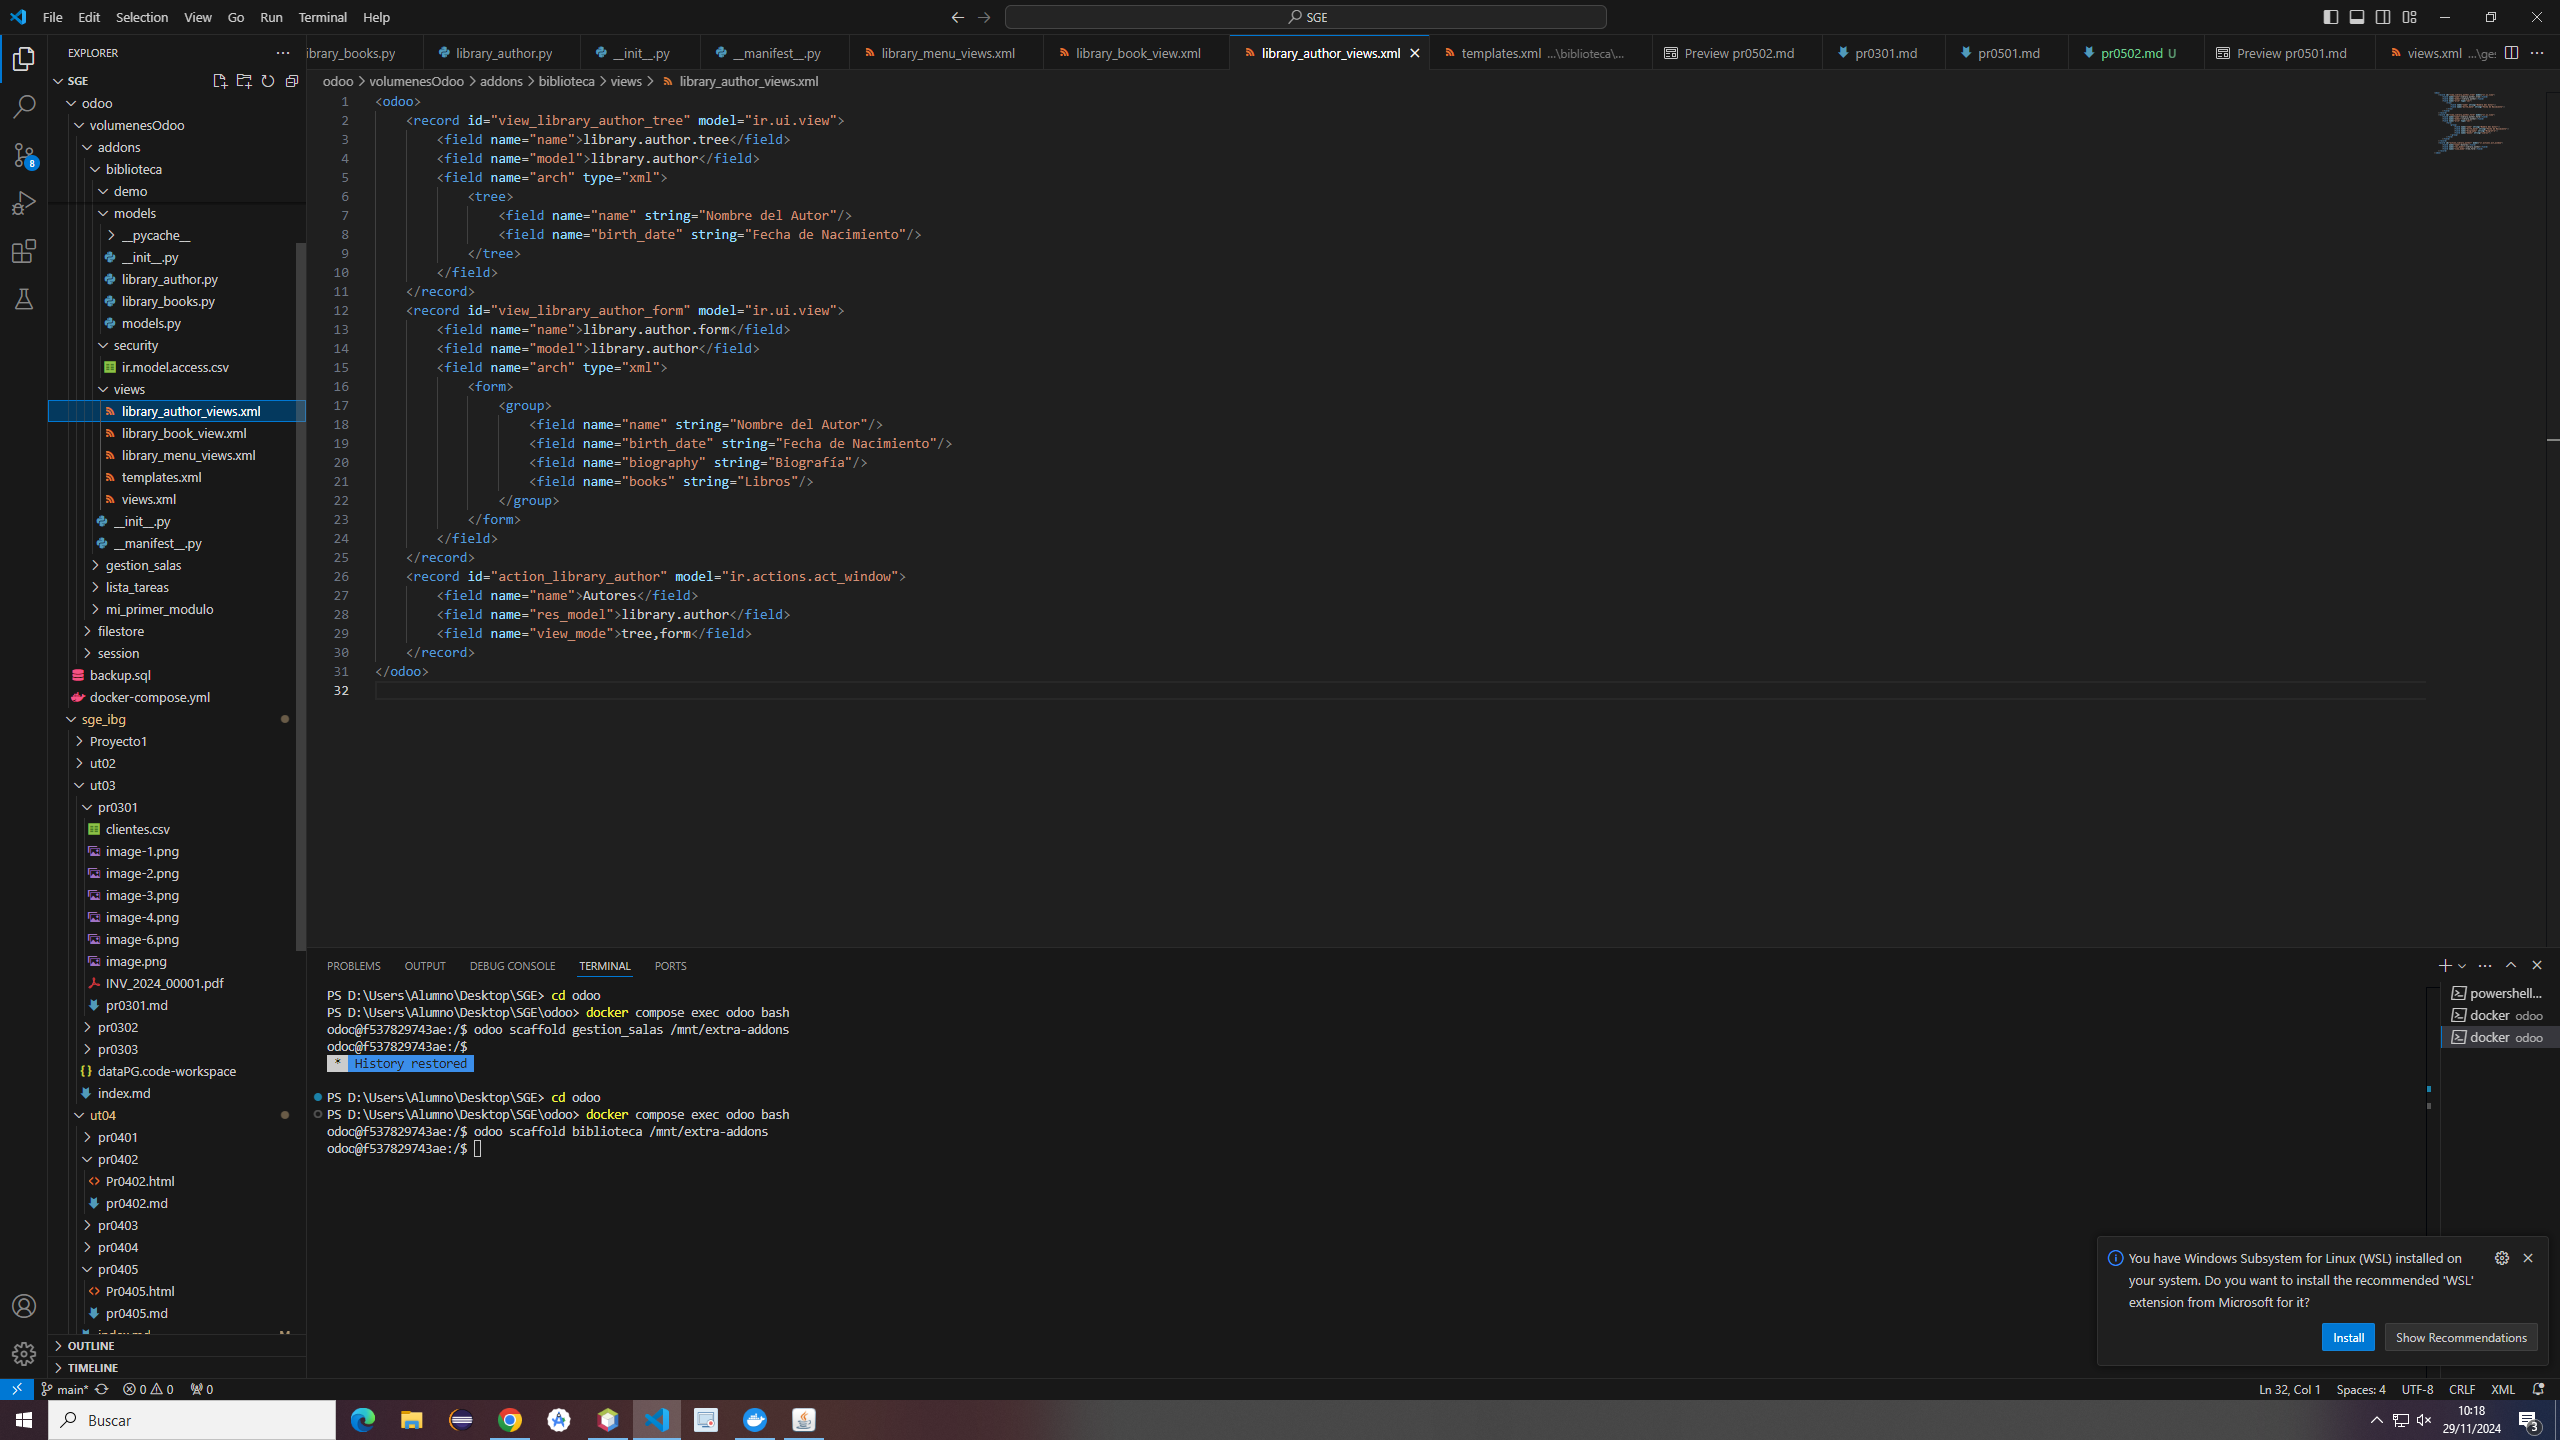 File Edit Selection View Go Run Terminal Help
SGE
EXPLORER
SGE
odoo
volumenesOdoo
addons
biblioteca
demo
models
__pycache__
__init__.py
library_author.py
library_books.py
models.py
security
ir.model.access.csv
views
library_author_views.xml
library_book_view.xml
library_menu_views.xml
templates.xml
views.xml
__init__.py
__manifest__.py
gestion_salas
lista_tareas
mi_primer_modulo
filestore
session
backup.sql
docker-compose.yml
sge_ibg
Proyecto1
ut02
ut03
pr0301
clientes.csv
image-1.png
image-2.png
image-3.png
image-4.png
image-6.png
image.png
INV_2024_00001.pdf
pr0301.md
pr0302
pr0303
dataPG.code-workspace
index.md
ut04
pr0401
pr0402
Pr0402.html
pr0402.md
pr0403
pr0404
pr0405
Pr0405.html
pr0405.md
OUTLINE
TIMELINE
8
library_books.py library_author.py __init__.py __manifest__.py library_menu_views.xml library_book_view.xml library_author_views.xml templates.xml ...\biblioteca\... Preview pr0502.md pr0301.md pr0501.md pr0502.md U Preview pr0501.md views.xml ...\ges
odoo > volumenesOdoo > addons > biblioteca > views > library_author_views.xml
1 <odoo>
2 <record id="view_library_author_tree" model="ir.ui.view">
3 <field name="name">library.author.tree</field>
4 <field name="model">library.author</field>
5 <field name="arch" type="xml">
6 <tree>
7 <field name="name" string="Nombre del Autor"/>
8 <field name="birth_date" string="Fecha de Nacimiento"/>
9 </tree>
10 </field>
11 </record>
12 <record id="view_library_author_form" model="ir.ui.view">
13 <field name="name">library.author.form</field>
14 <field name="model">library.author</field>
15 <field name="arch" type="xml">
16 <form>
17 <group>
18 <field name="name" string="Nombre del Autor"/>
19 <field name="birth_date" string="Fecha de Nacimiento"/>
20 <field name="biography" string="Biografía"/>
21 <field name="books" string="Libros"/>
22 </group>
23 </form>
24 </field>
25 </record>
26 <record id="action_library_author" model="ir.actions.act_window">
27 <field name="name">Autores</field>
28 <field name="res_model">library.author</field>
29 <field name="view_mode">tree,form</field>
30 </record>
31 </odoo>
32
PROBLEMS OUTPUT DEBUG CONSOLE TERMINAL PORTS
PS D:\Users\Alumno\Desktop\SGE> cd odoo
PS D:\Users\Alumno\Desktop\SGE\odoo> docker compose exec odoo bash
odoo@f537829743ae:/$ odoo scaffold gestion_salas /mnt/extra-addons
odoo@f537829743ae:/$
* History restored
PS D:\Users\Alumno\Desktop\SGE> cd odoo
PS D:\Users\Alumno\Desktop\SGE\odoo> docker compose exec odoo bash
odoo@f537829743ae:/$ odoo scaffold biblioteca /mnt/extra-addons
odoo@f537829743ae:/$
powershell...
docker odoo
docker odoo
You have Windows Subsystem for Linux (WSL) installed on
your system. Do you want to install the recommended 'WSL'
extension from Microsoft for it?
Install Show Recommendations
main* 0 0 0
Ln 32, Col 1 Spaces: 4 UTF-8 CRLF XML
Buscar
10:18
29/11/2024
3